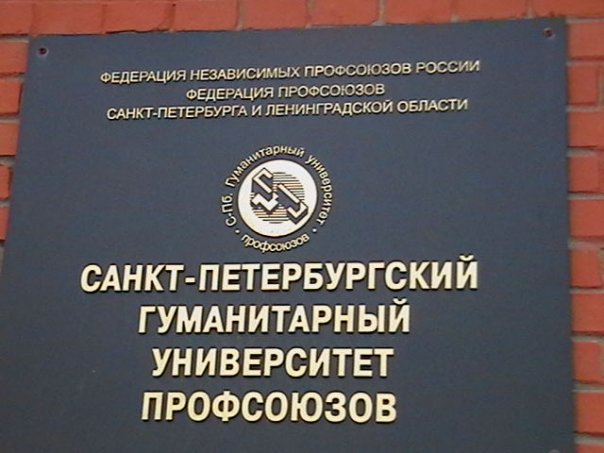 ФЕДЕРАЦИЯ НЕЗАВИСИМЫХ ПРОФСОЮЗОВ РОССИИ
ФЕДЕРАЦИЯ ПРОФСОЮЗОВ
САНКТ-ПЕТЕРБУРГА И ЛЕНИНГРАДСКОЙ ОБЛАСТИ
С-Пб. Гуманитарный университет
профсоюзов
САНКТ-ПЕТЕРБУРГСКИЙ
ГУМАНИТАРНЫЙ
УНИВЕРСИТЕТ
ПРОФСОЮЗОВ